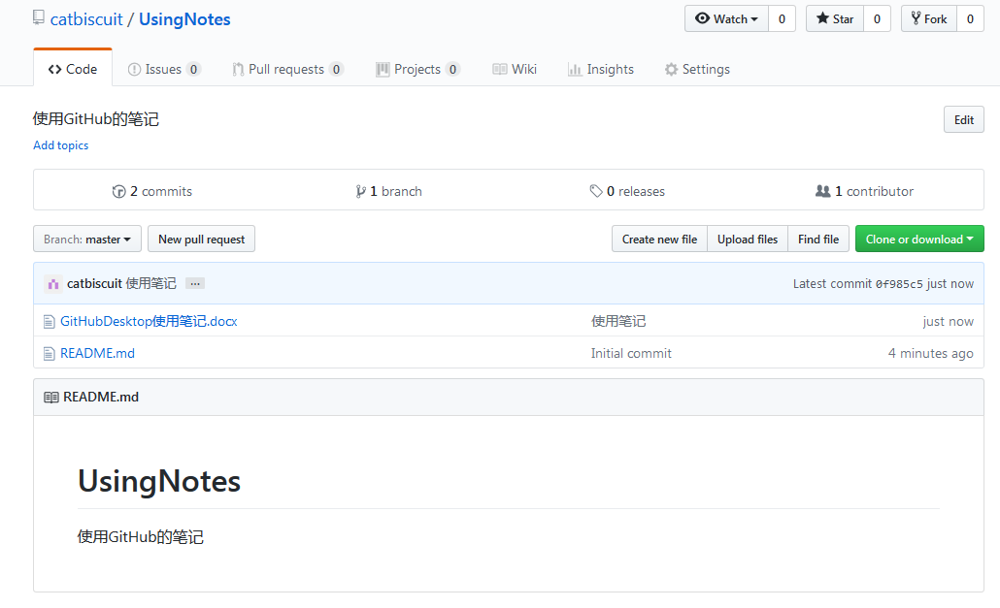 catbiscuit / UsingNotes Watch 0 Star 0 Fork 0
Code Issues 0 Pull requests 0 Projects 0 Wiki Insights Settings
使用GitHub的笔记 Edit
Add topics
2 commits 1 branch 0 releases 1 contributor
Branch: master New pull request Create new file Upload files Find file Clone or download
catbiscuit 使用笔记 ... Latest commit 0f985c5 just now
GitHubDesktop使用笔记.docx 使用笔记 just now
README.md Initial commit 4 minutes ago
README.md
UsingNotes
使用GitHub的笔记